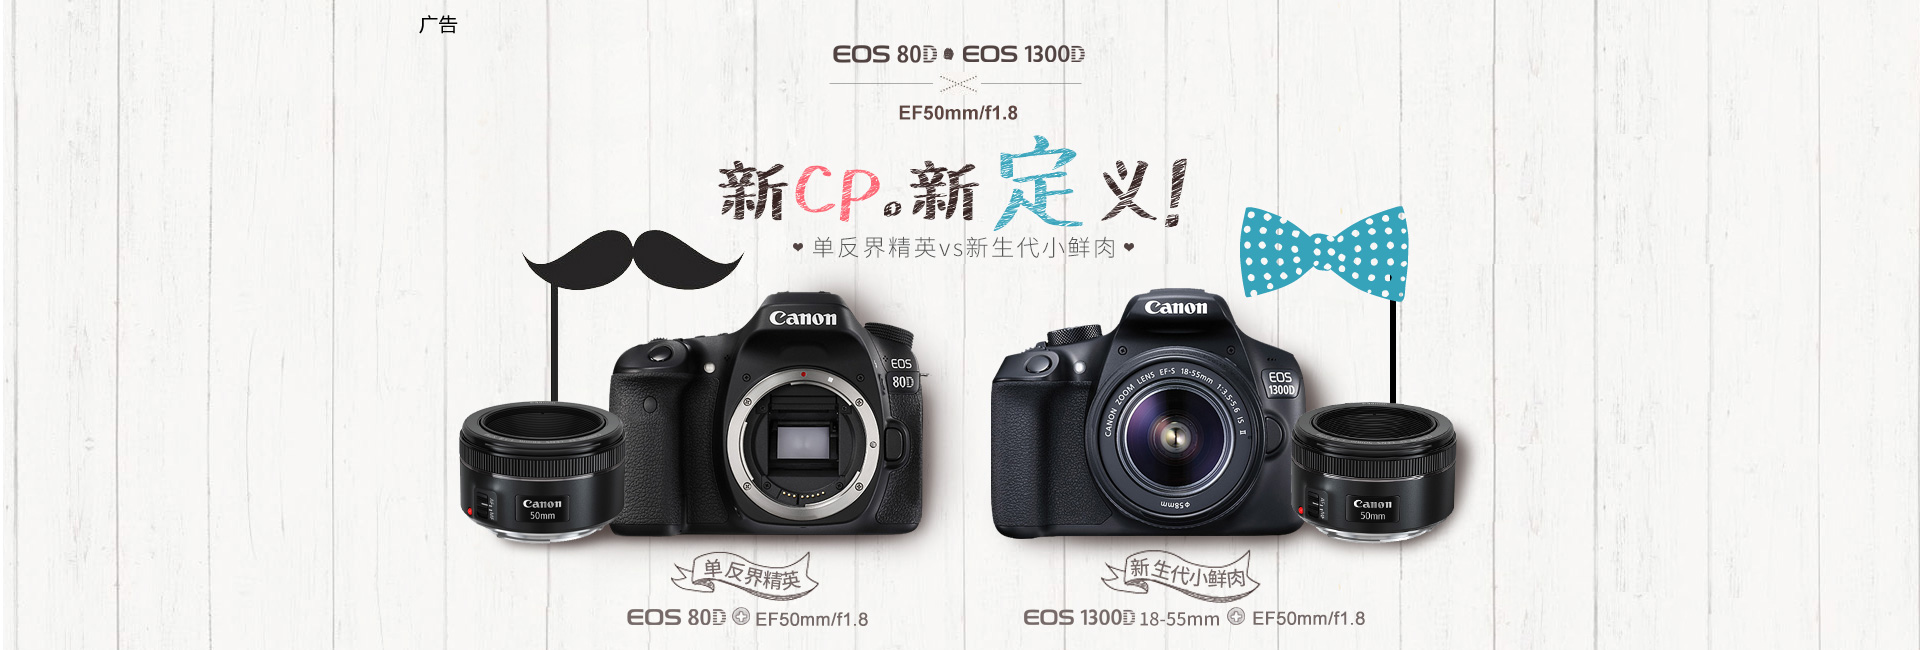 广告
EOS 80D • EOS 1300D
EF50mm/f1.8
新CP。新定义!
单反界精英vs新生代小鲜肉
Canon
EOS
80D
Canon
50mm
Canon
CANON ZOOM LENS EF-S 18-55mm 1:3.5-5.6 IS II
φ58mm
EOS
1300D
Canon
50mm
单反界精英
EOS 80D + EF50mm/f1.8
新生代小鲜肉
EOS 1300D 18-55mm + EF50mm/f1.8